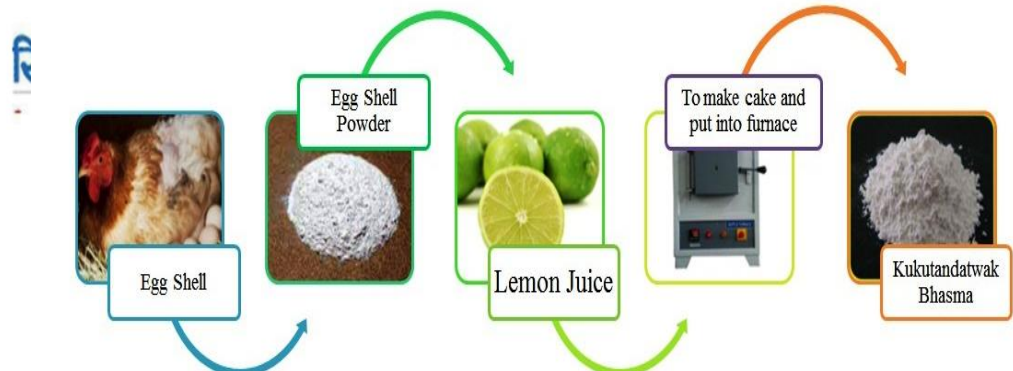 Egg Shell
Egg Shell
Powder
Lemon Juice
To make cake and
put into furnace
Kukutandatwak
Bhasma